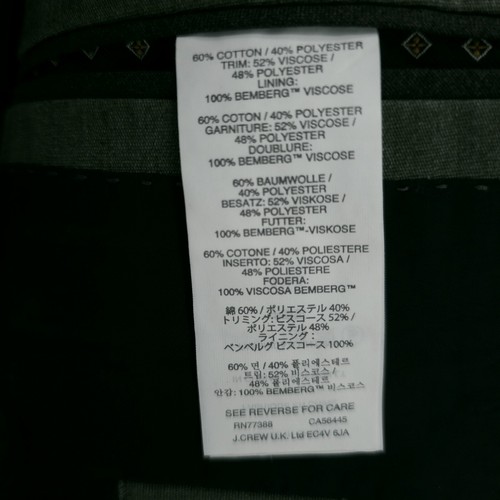 60% COTTON / 40% POLYESTER
TRIM: 52% VISCOSE /
48% POLYESTER
LINING:
100% BEMBERG™ VISCOSE
60% COTON / 40% POLYESTER
GARNITURE: 52% VISCOSE /
48% POLYESTER
DOUBLURE:
100% BEMBERG™ VISCOSE
60% BAUMWOLLE /
40% POLYESTER
BESATZ: 52% VISKOSE /
48% POLYESTER
FUTTER:
100% BEMBERG™-VISKOSE
60% COTONE / 40% POLIESTERE
INSERTO: 52% VISCOSA /
48% POLIESTERE
FODERA:
100% VISCOSA BEMBERG™
綿 60% / ポリエステル 40%
トリミング: ビスコース 52% /
ポリエステル 48%
ライニング :
ベンベルグ ビスコース 100%
60% 면 / 40% 폴리에스테르
트림: 52% 비스코스 /
48% 폴리에스테르
안감: 100% BEMBERG™ 비스코스
SEE REVERSE FOR CARE
RN77388 CA56445
J.CREW U.K. Ltd EC4V 6JA